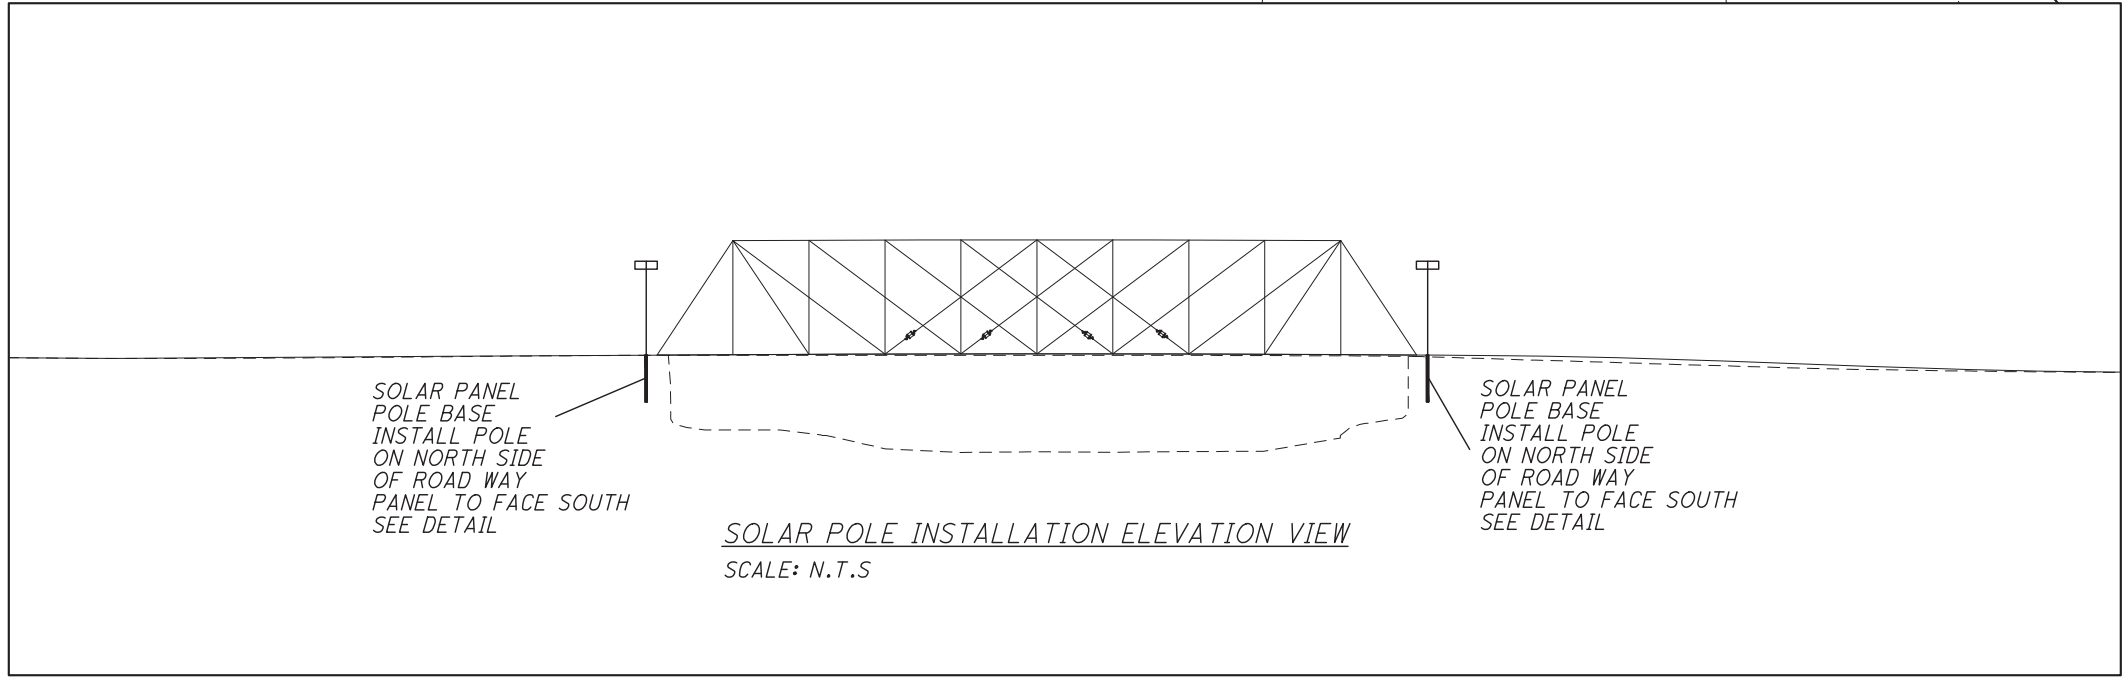 SOLAR PANEL
POLE BASE
INSTALL POLE
ON NORTH SIDE
OF ROAD WAY
PANEL TO FACE SOUTH
SEE DETAIL
SOLAR PANEL
POLE BASE
INSTALL POLE
ON NORTH SIDE
OF ROAD WAY
PANEL TO FACE SOUTH
SEE DETAIL
SOLAR POLE INSTALLATION ELEVATION VIEW
SCALE: N.T.S